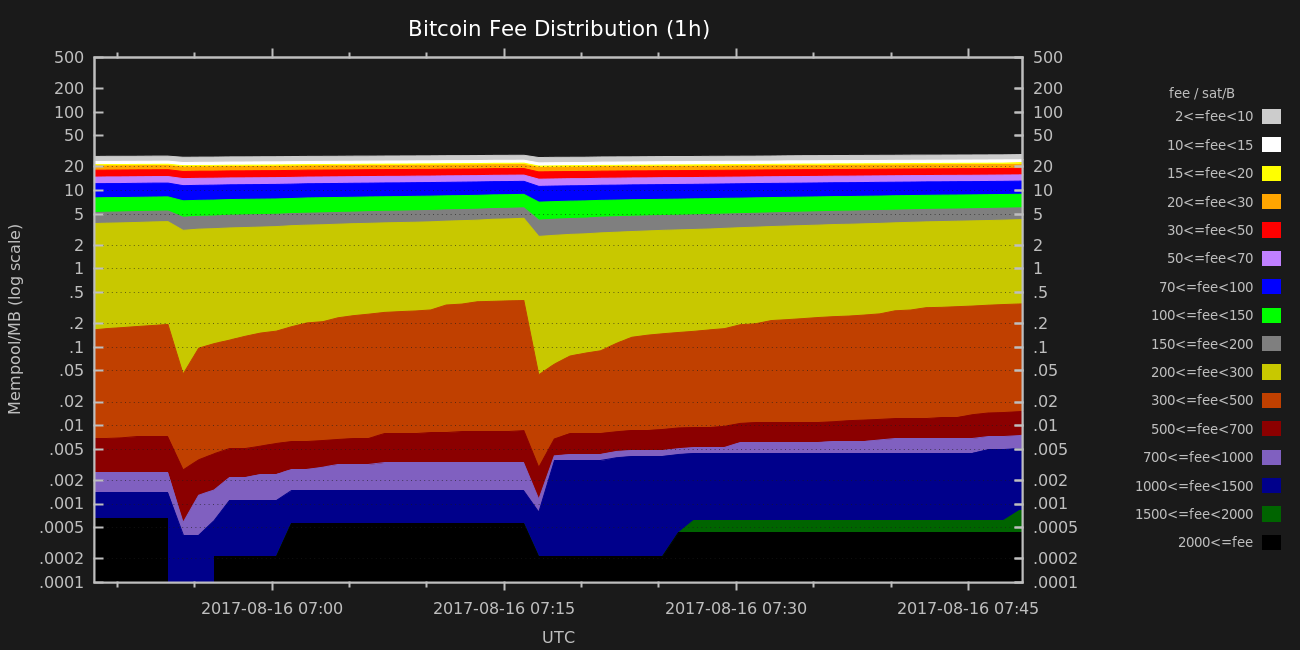 Bitcoin Fee Distribution (1h)
Mempool/MB (log scale)
500
200
100
50
20
10
5
2
1
.5
.2
.1
.05
.02
.01
.005
.002
.001
.0005
.0002
.0001
500
200
100
50
20
10
5
2
1
.5
.2
.1
.05
.02
.01
.005
.002
.001
.0005
.0002
.0001
2017-08-16 07:00 2017-08-16 07:15 2017-08-16 07:30 2017-08-16 07:45
UTC
fee / sat/B
2<=fee<10
10<=fee<15
15<=fee<20
20<=fee<30
30<=fee<50
50<=fee<70
70<=fee<100
100<=fee<150
150<=fee<200
200<=fee<300
300<=fee<500
500<=fee<700
700<=fee<1000
1000<=fee<1500
1500<=fee<2000
2000<=fee